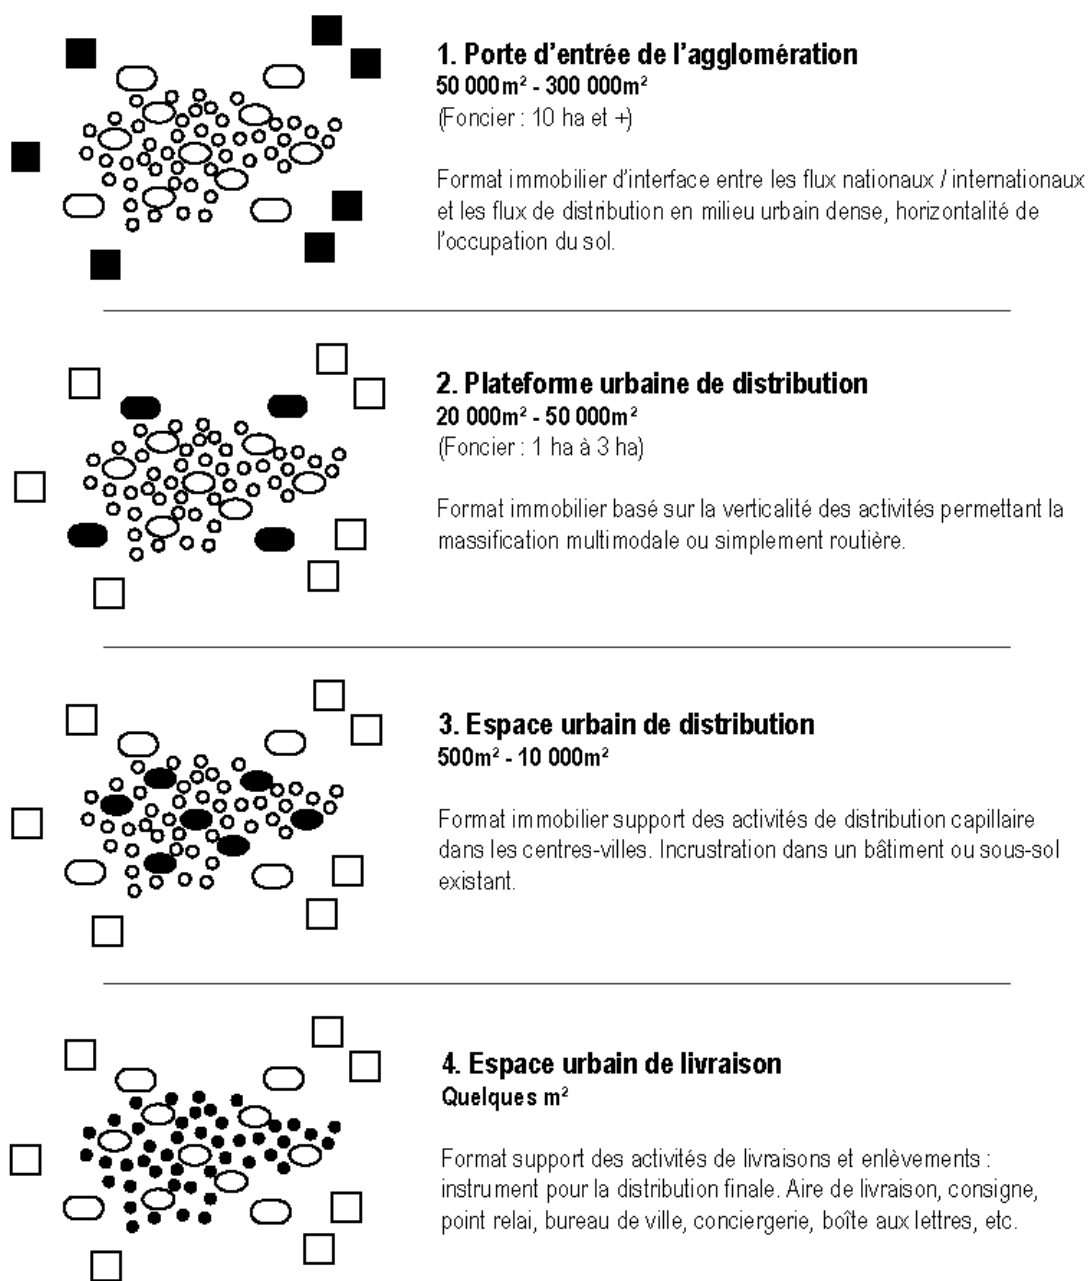 1. Porte d'entrée de l'agglomération
50 000m² - 300 000m²
(Foncier : 10 ha et +)
Format immobilier d'interface entre les flux nationaux / internationaux
et les flux de distribution en milieu urbain dense, horizontalité de
l'occupation du sol.
2. Plateforme urbaine de distribution
20 000m² - 50 000m²
(Foncier : 1 ha à 3 ha)
Format immobilier basé sur la verticalité des activités permettant la
massification multimodale ou simplement routière.
3. Espace urbain de distribution
500m² - 10 000m²
Format immobilier support des activités de distribution capillaire
dans les centres-villes. Incrustration dans un bâtiment ou sous-sol
existant.
4. Espace urbain de livraison
Quelques m²
Format support des activités de livraisons et enlèvements :
instrument pour la distribution finale. Aire de livraison, consigne,
point relai, bureau de ville, conciergerie, boîte aux lettres, etc.